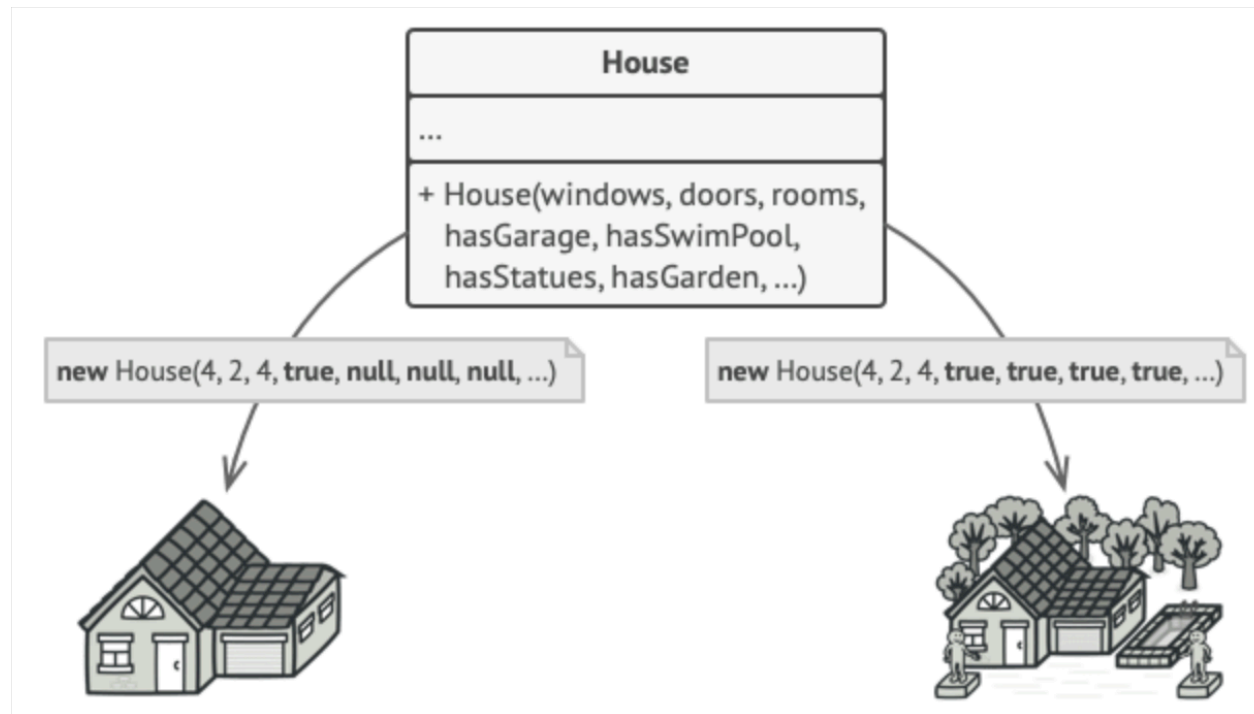 House
...
+ House(windows, doors, rooms,
hasGarage, hasSwimPool,
hasStatues, hasGarden, ...)
new House(4, 2, 4, true, null, null, null, ...)
new House(4, 2, 4, true, true, true, true, ...)